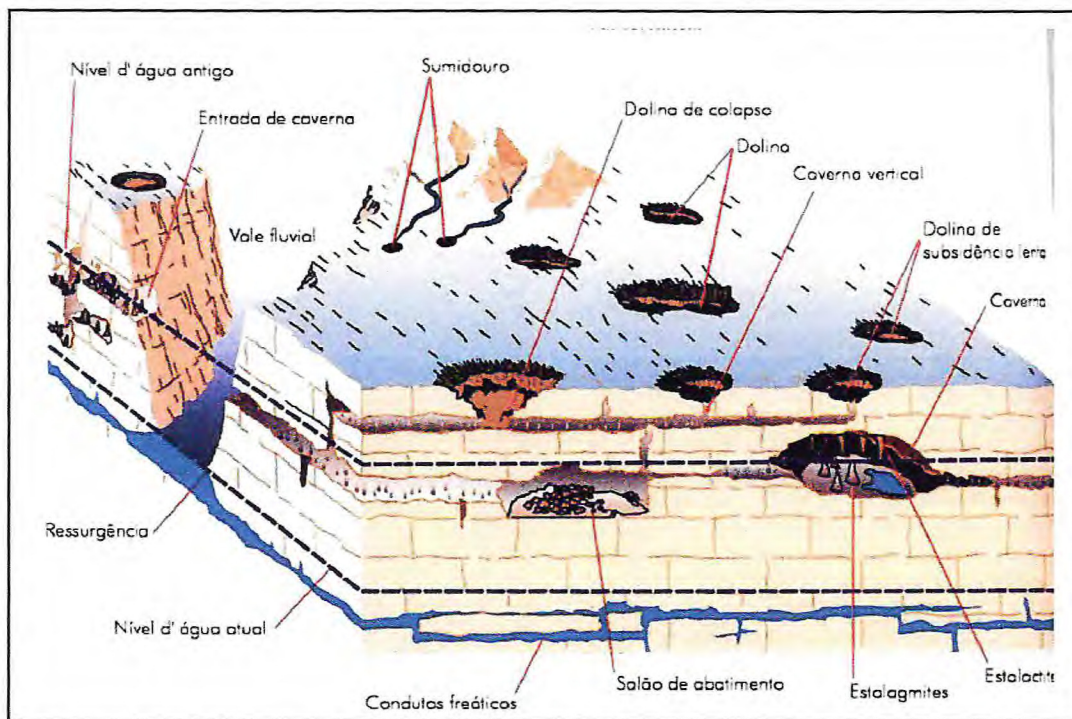 Nível d' água antigo
Sumidouro
Entrada de caverna
Dolina de colapso
Dolina
Caverna vertical
Vale fluvial
Dolina de
subsidência
Caverna
Ressurgência
Nível d' água atual
Condutos freáticos
Salão de abatimento
Estalagmites
Estalactite